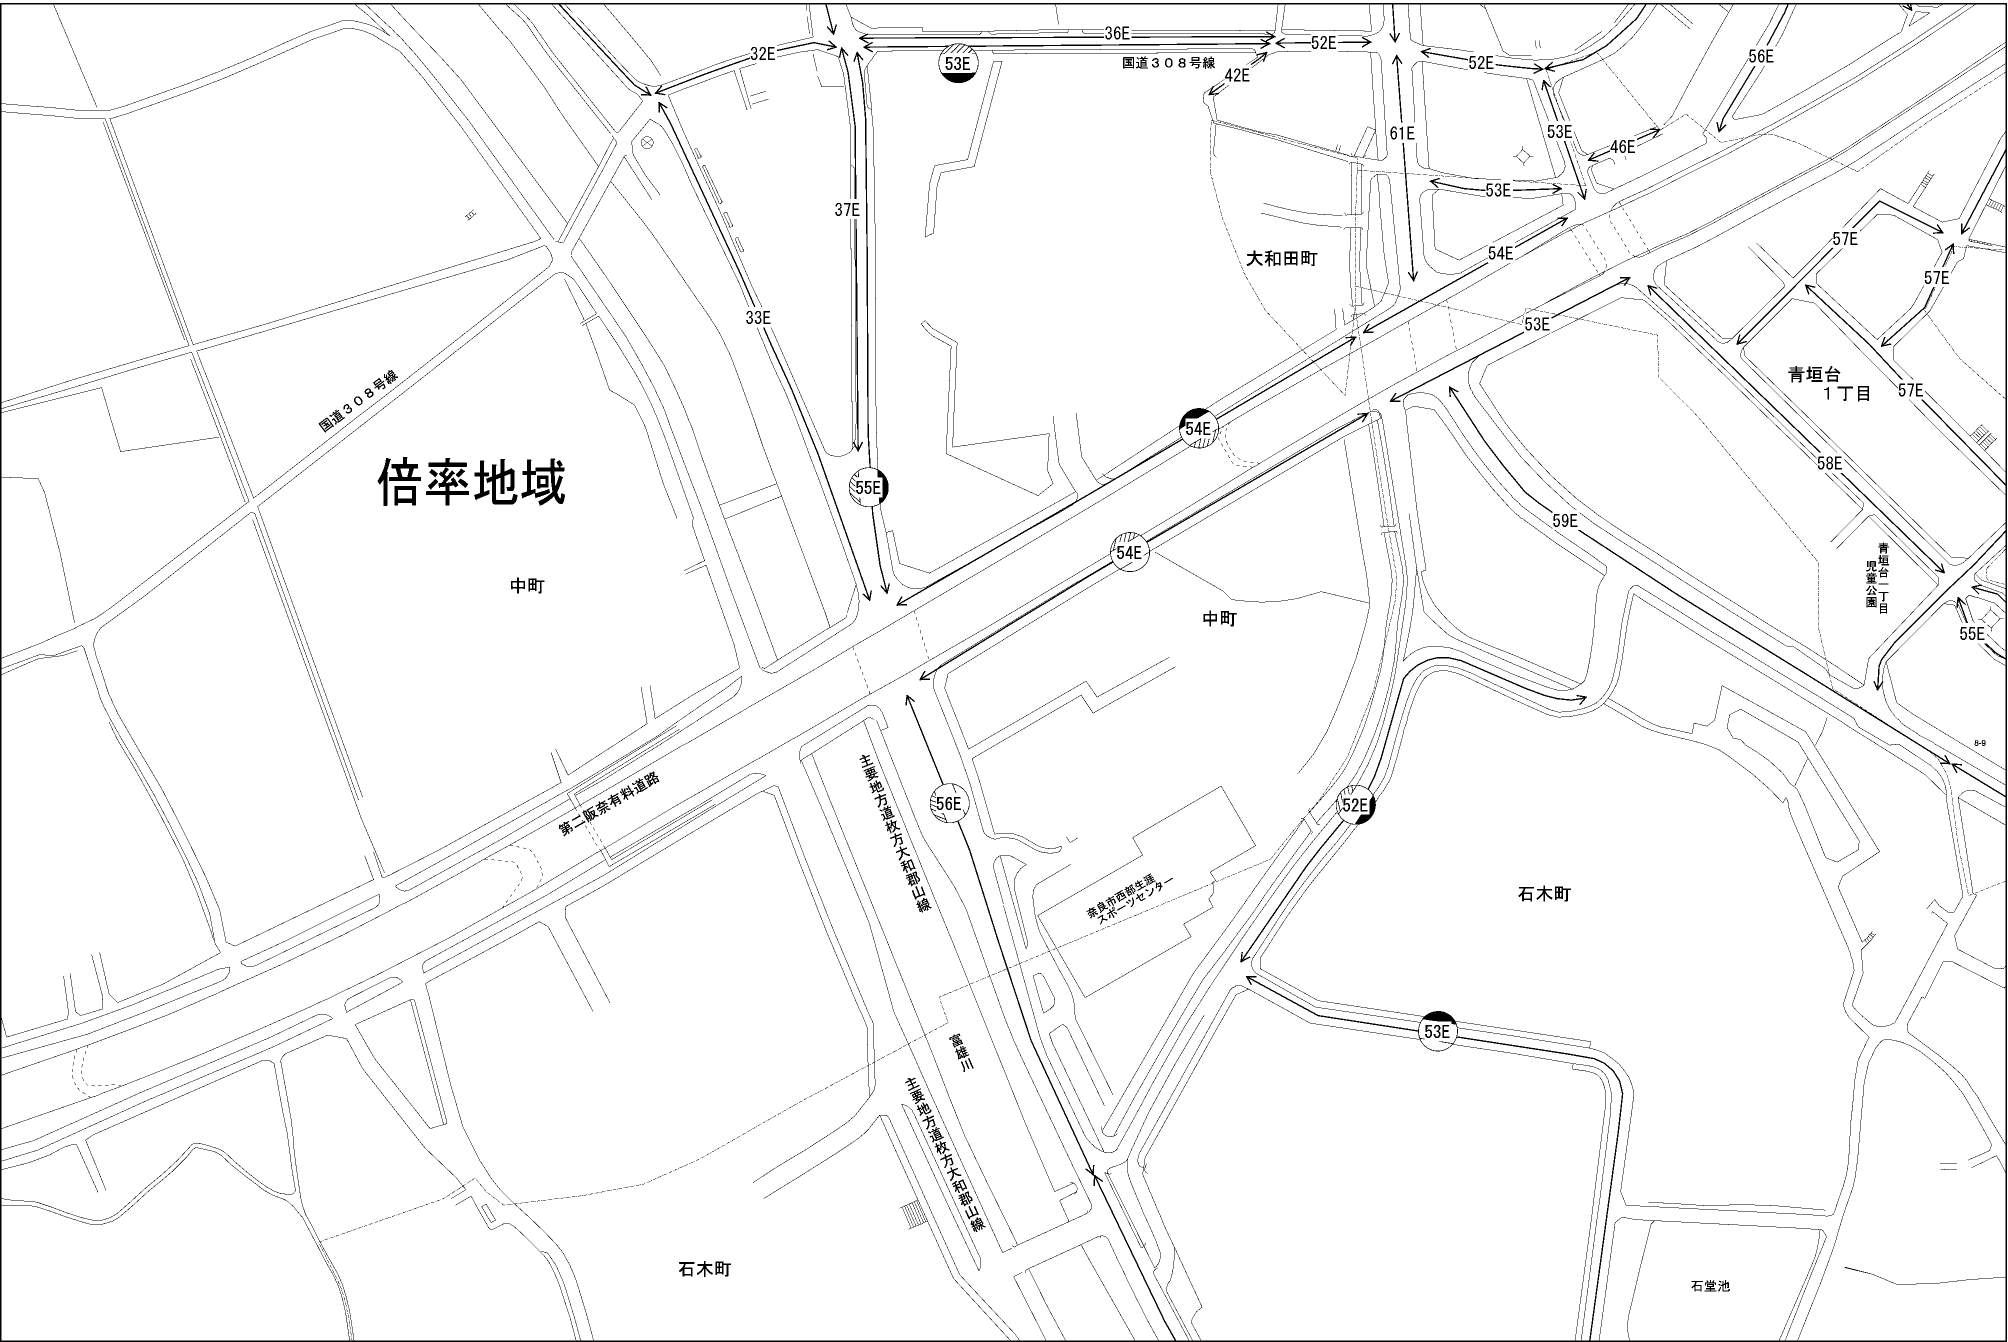 36E
32E
52E
53E
国道３０８号線
52E
56E
42E
61E
53E
46E
53E
37E
57E
54E
大和田町
57E
33E
53E
国道３０８号線
青垣台
１丁目
57E
54E
58E
倍率地域
55E
59E
54E
中町
中町
青垣台一丁目
児童公園
55E
8-9
第二阪奈有料道路
主要地方道枚方大和郡山線
56E
52E
奈良市西部生涯
スポーツセンター
石木町
53E
富雄川
主要地方道枚方大和郡山線
石木町
石堂池